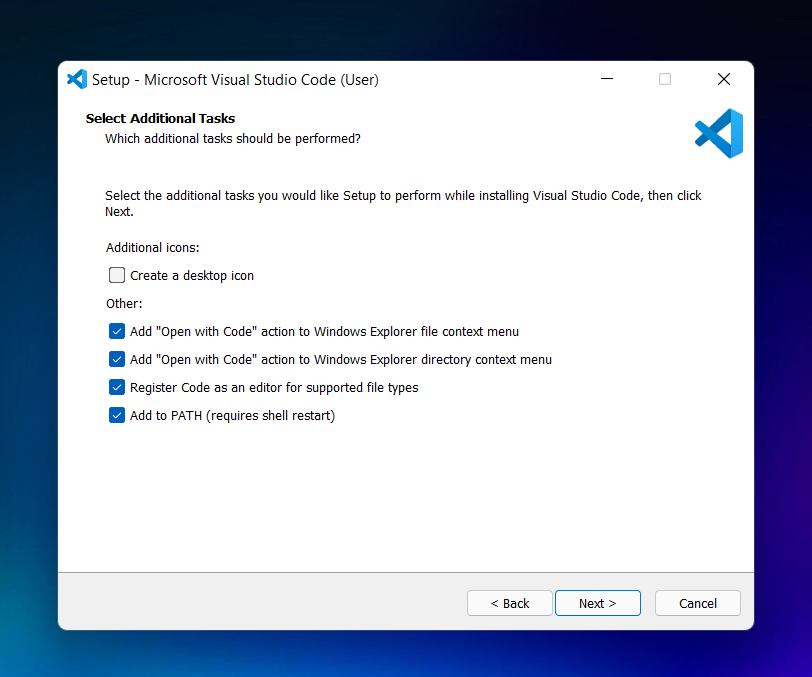 Setup - Microsoft Visual Studio Code (User)
Select Additional Tasks
Which additional tasks should be performed?
Select the additional tasks you would like Setup to perform while installing Visual Studio Code, then click
Next.
Additional icons:
Create a desktop icon
Other:
Add "Open with Code" action to Windows Explorer file context menu
Add "Open with Code" action to Windows Explorer directory context menu
Register Code as an editor for supported file types
Add to PATH (requires shell restart)
< Back Next > Cancel